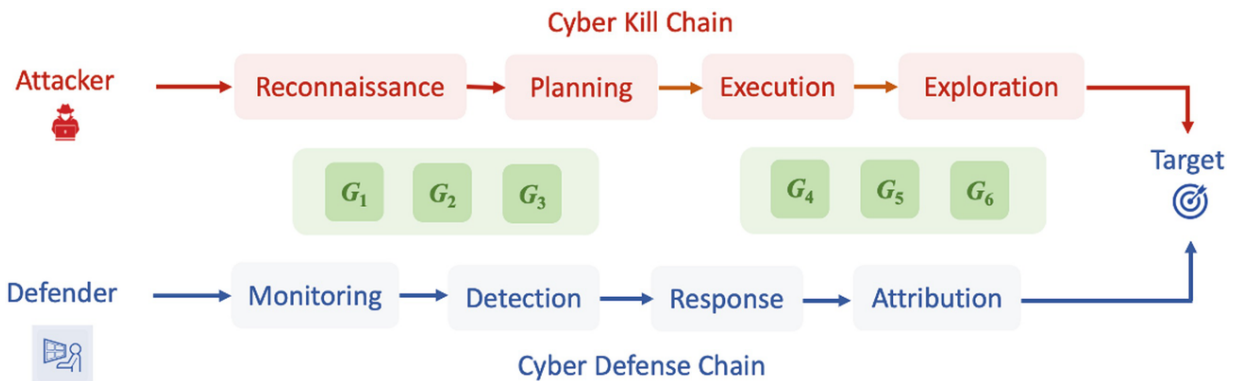 Cyber Kill Chain
Attacker
Reconnaissance
Planning
Execution
Exploration
Target
G1
G2
G3
G4
G5
G6
Defender
Monitoring
Detection
Response
Attribution
Cyber Defense Chain